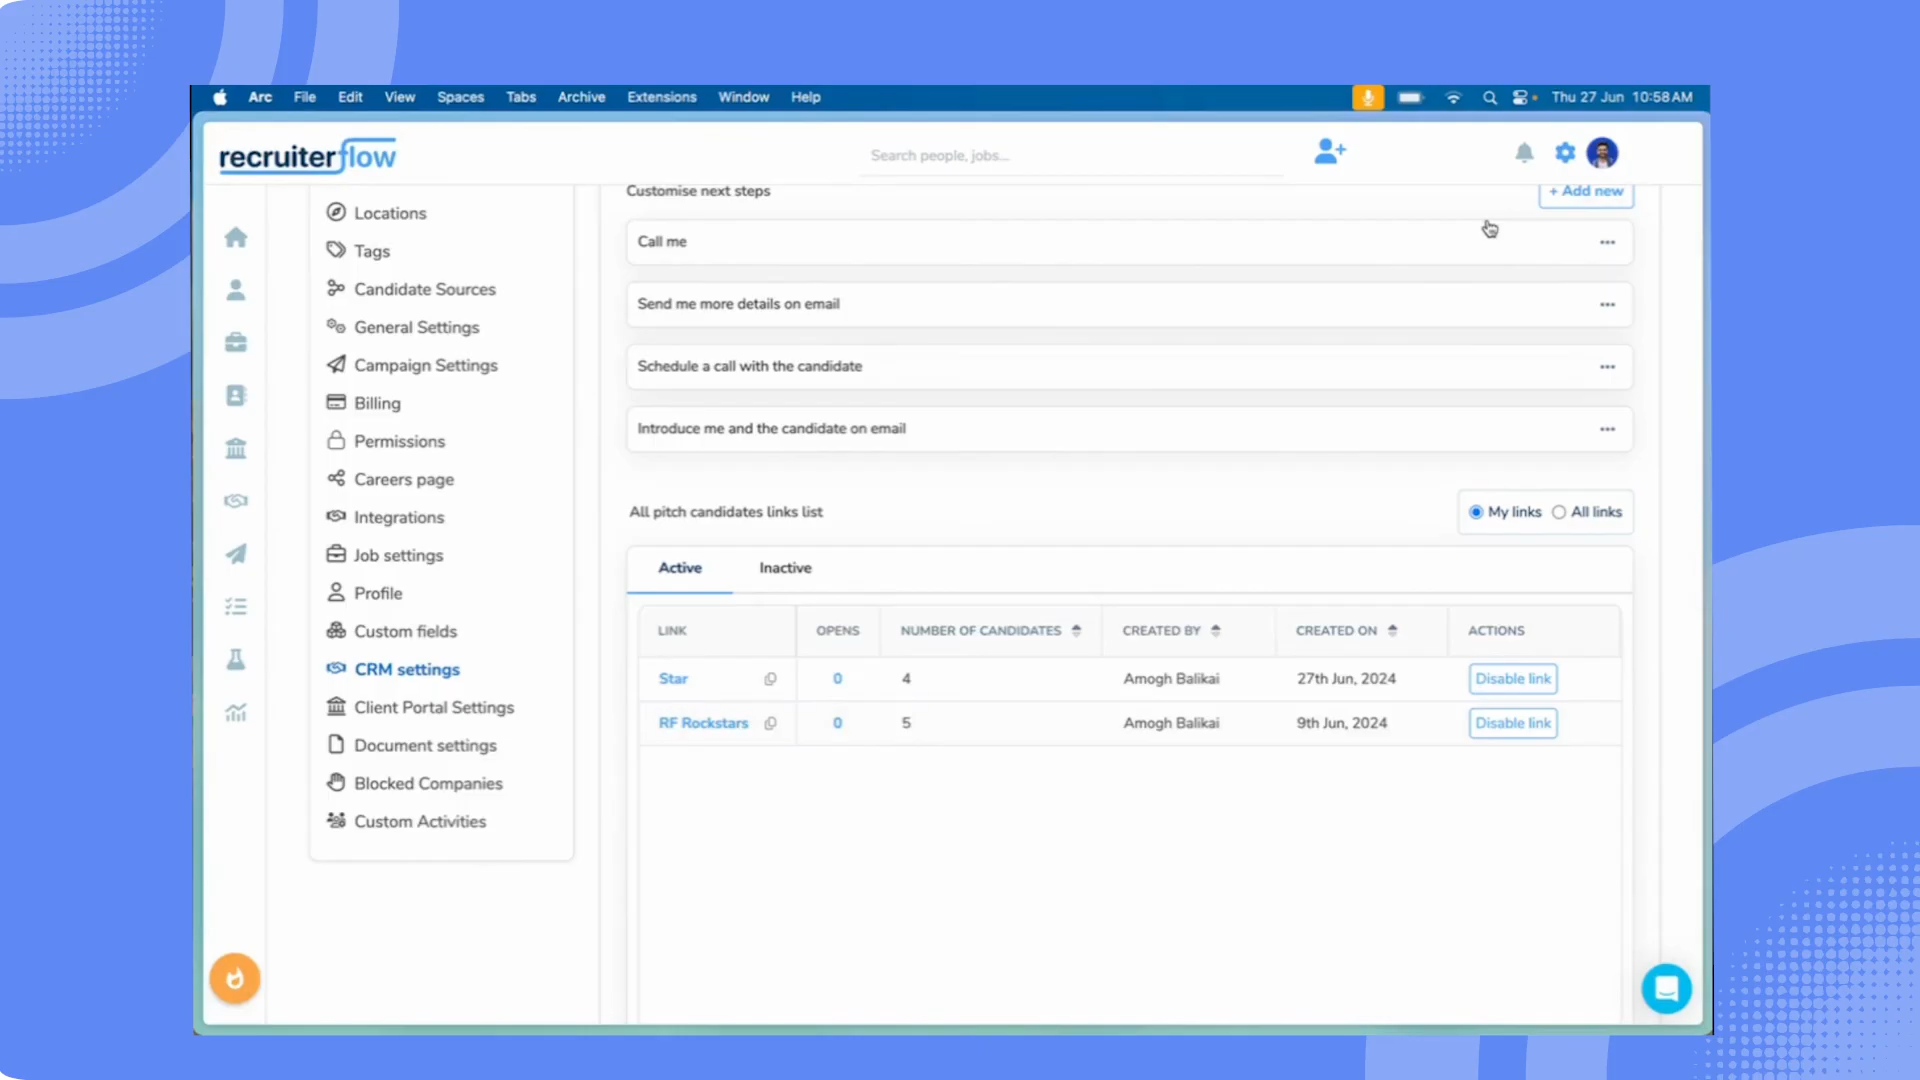 Arc File Edit View Spaces Tabs Archive Extensions Window Help Thu 27 Jun 10:58 AM
recruiterflow
Search people, jobs...
Locations
Tags
Candidate Sources
General Settings
Campaign Settings
Billing
Permissions
Careers page
Integrations
Job settings
Profile
Custom fields
CRM settings
Client Portal Settings
Document settings
Blocked Companies
Custom Activities
Customise next steps + Add new
Call me
Send me more details on email
Schedule a call with the candidate
Introduce me and the candidate on email
All pitch candidates links list My links All links
Active Inactive
LINK OPENS NUMBER OF CANDIDATES CREATED BY CREATED ON ACTIONS
Star 0 4 Amogh Balikai 27th Jun, 2024 Disable link
RF Rockstars 0 5 Amogh Balikai 9th Jun, 2024 Disable link